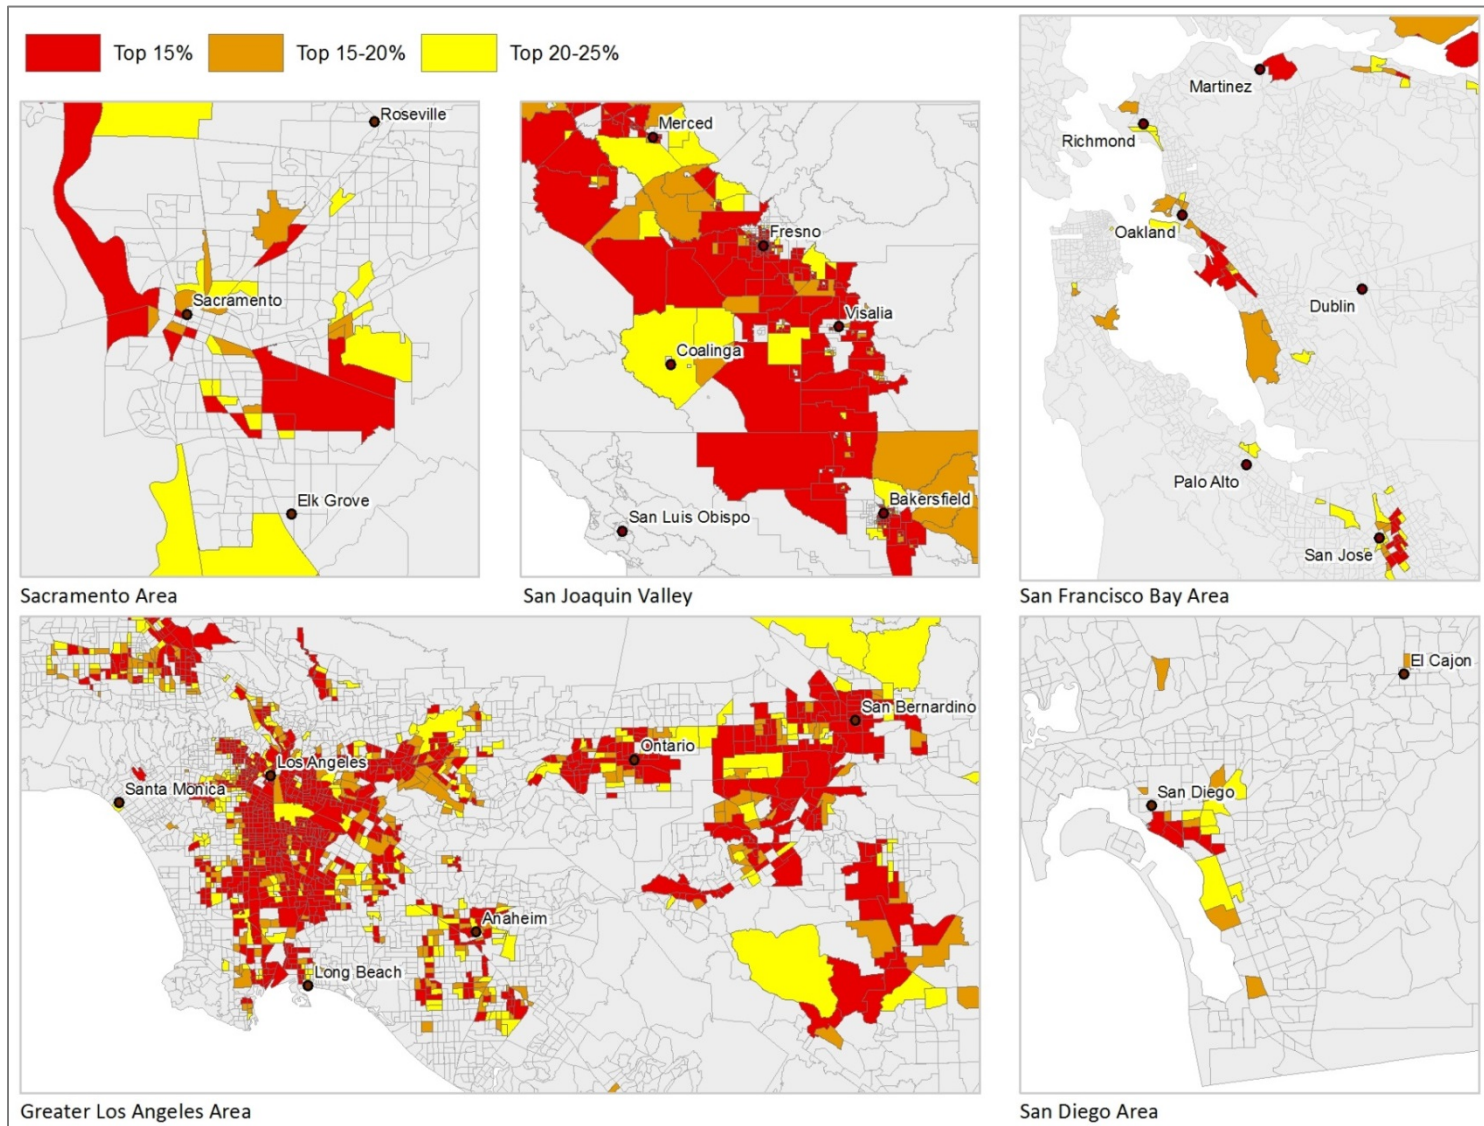 Top 15%
Top 15-20%
Top 20-25%
Roseville
Sacramento
Elk Grove
Sacramento Area
Merced
Fresno
Visalia
Coalinga
Bakersfield
San Luis Obispo
San Joaquin Valley
Martinez
Richmond
Oakland
Dublin
Palo Alto
San Jose
San Francisco Bay Area
San Bernardino
Ontario
Los Angeles
Santa Monica
Anaheim
Long Beach
Greater Los Angeles Area
El Cajon
San Diego
San Diego Area